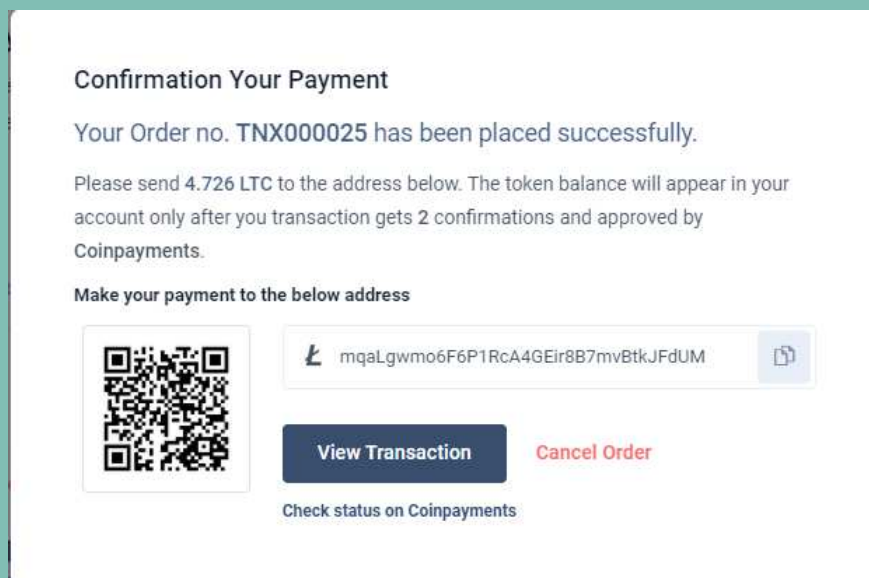 Confirmation Your Payment
Your Order no. TNX000025 has been placed successfully.
Please send 4.726 LTC to the address below. The token balance will appear in your
account only after you transaction gets 2 confirmations and approved by
Coinpayments.
Make your payment to the below address
mqaLgwmo6F6P1RcA4GEir8B7mvBtkJFdUM
View Transaction
Cancel Order
Check status on Coinpayments